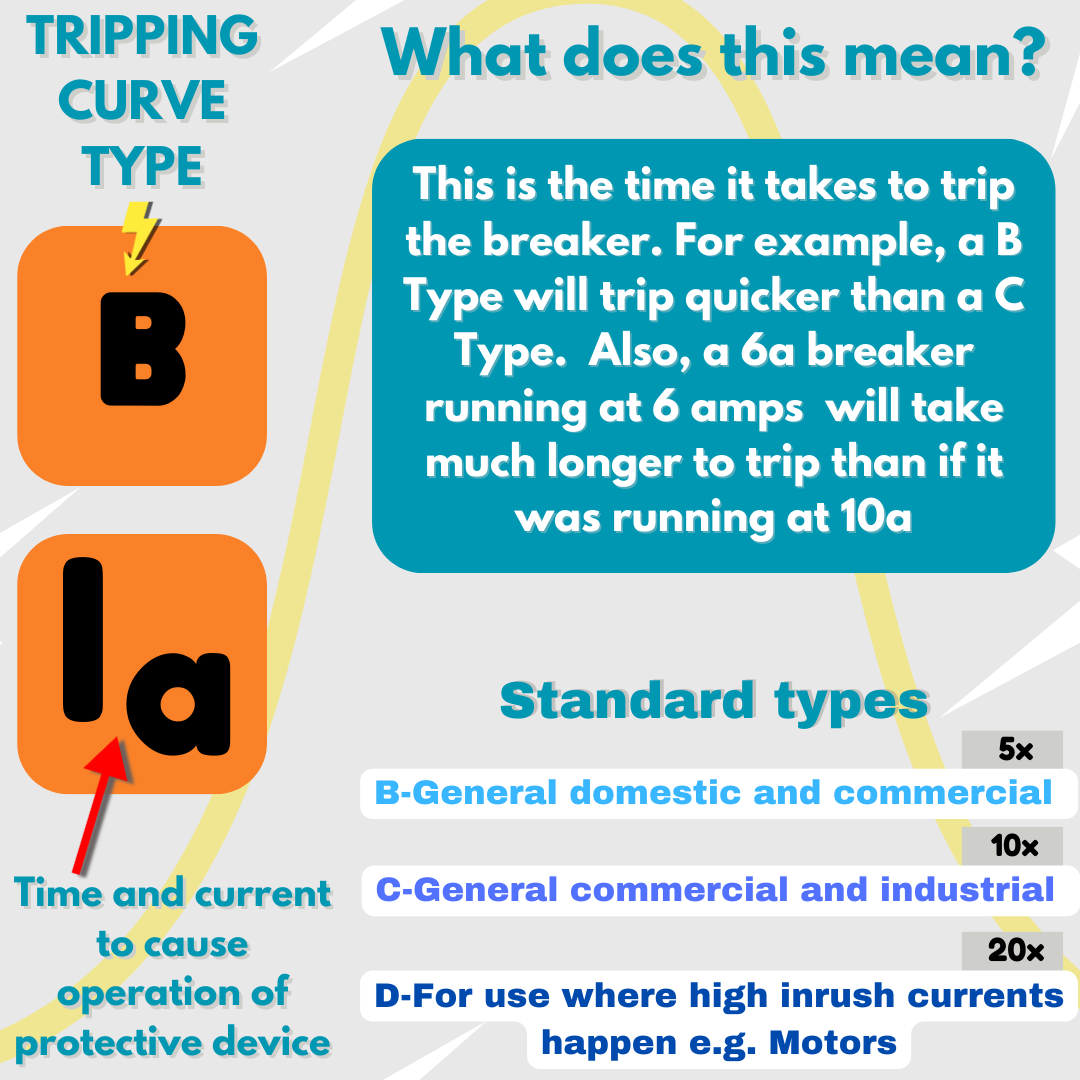 TRIPPING
CURVE
TYPE
B
Ia
Time and current
to cause
operation of
protective device
What does this mean?
This is the time it takes to trip
the breaker. For example, a B
Type will trip quicker than a C
Type. Also, a 6a breaker
running at 6 amps will take
much longer to trip than if it
was running at 10a
Standard types
5x
B-General domestic and commercial
10x
C-General commercial and industrial
20x
D-For use where high inrush currents
happen e.g. Motors